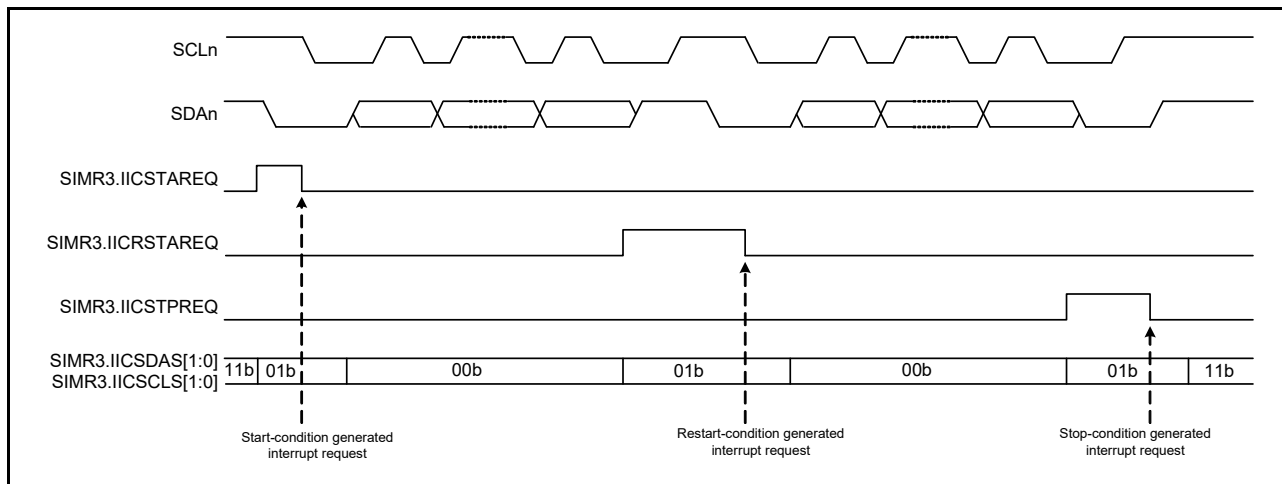 SCLn
SDAn
SIMR3.IICSTAREQ
SIMR3.IICRSTAREQ
SIMR3.IICSTPREQ
SIMR3.IICSDAS[1:0]
SIMR3.IICSCLS[1:0]
11b 01b 00b 01b 00b 01b 11b
Start-condition generated
interrupt request
Restart-condition generated
interrupt request
Stop-condition generated
interrupt request